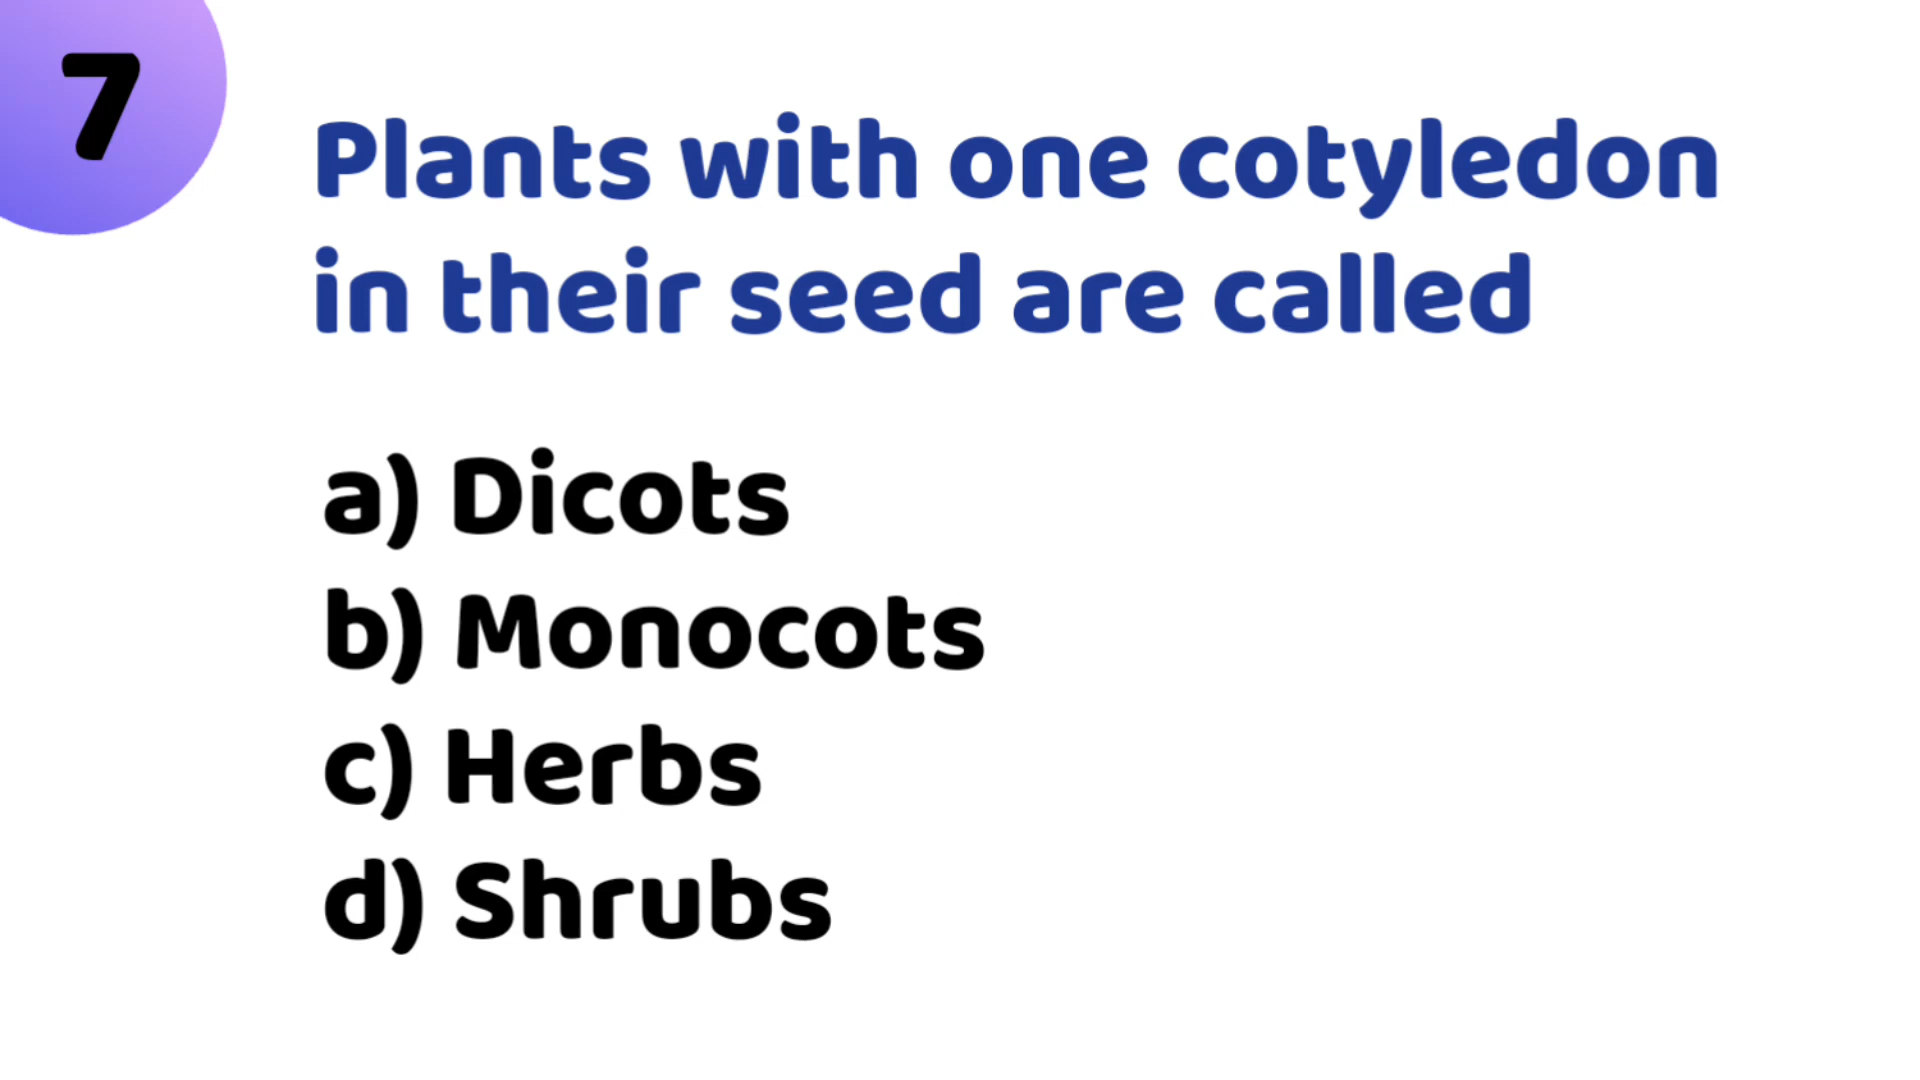 7
Plants with one cotyledon
in their seed are called
a) Dicots
b) Monocots
c) Herbs
d) Shrubs